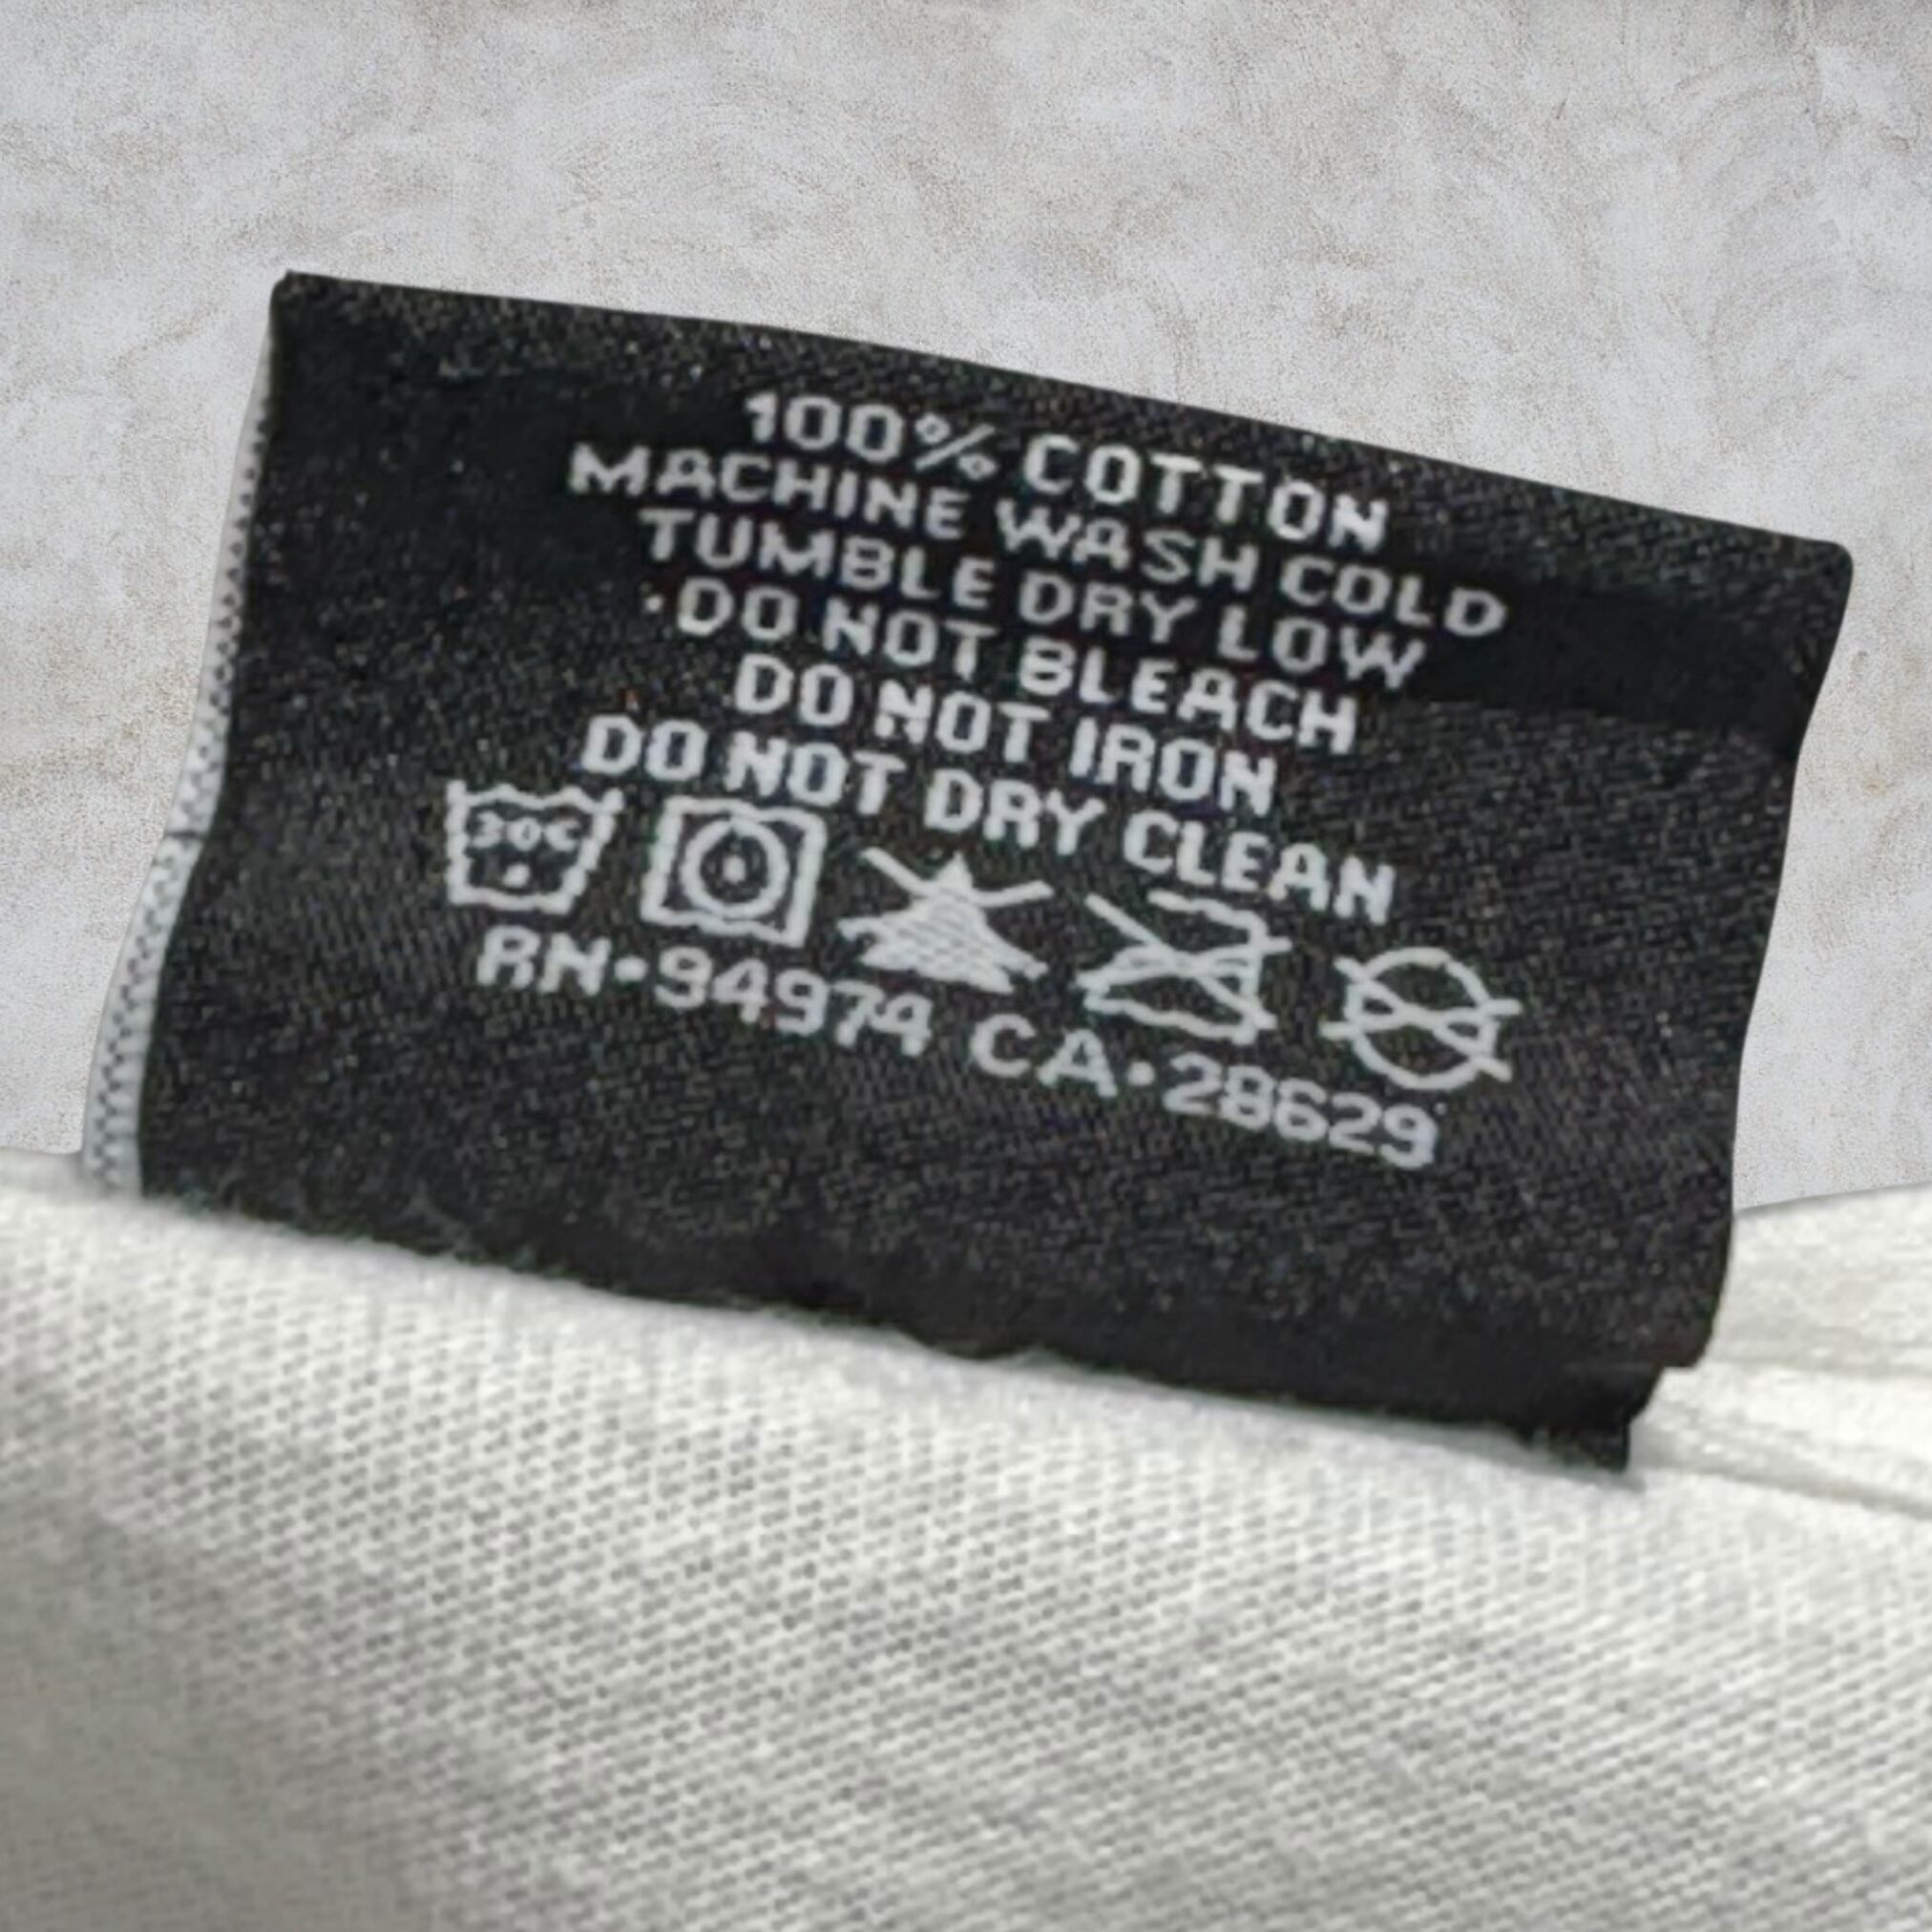 100% COTTON
MACHINE WASH COLD
TUMBLE DRY LOW
DO NOT BLEACH
DO NOT IRON
DO NOT DRY CLEAN
30C
RN•94974 CA•28629